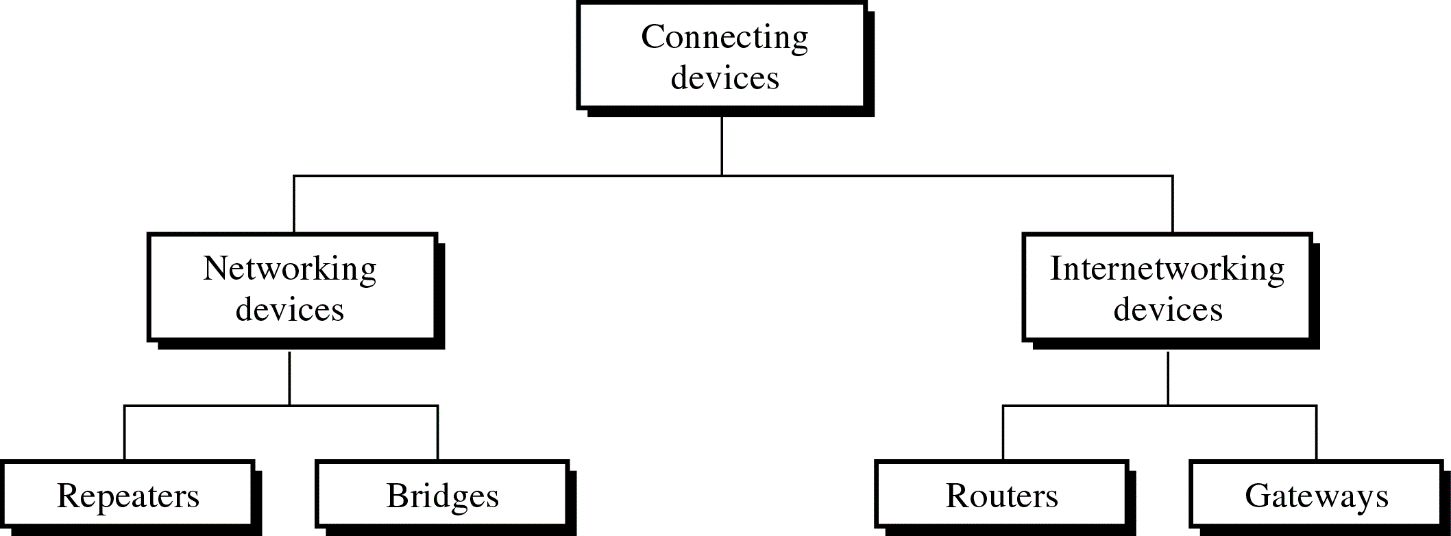 Connecting
devices
Networking
devices
Internetworking
devices
Repeaters
Bridges
Routers
Gateways